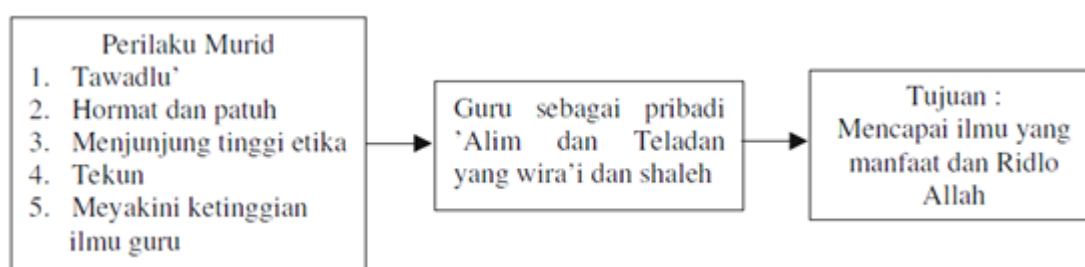 Perilaku Murid
1. Tawadlu’
2. Hormat dan patuh
3. Menjunjung tinggi etika
4. Tekun
5. Meyakini ketinggian
ilmu guru
Guru sebagai pribadi
’Alim dan Teladan
yang wira’i dan shaleh
Tujuan :
Mencapai ilmu yang
manfaat dan Ridlo
Allah